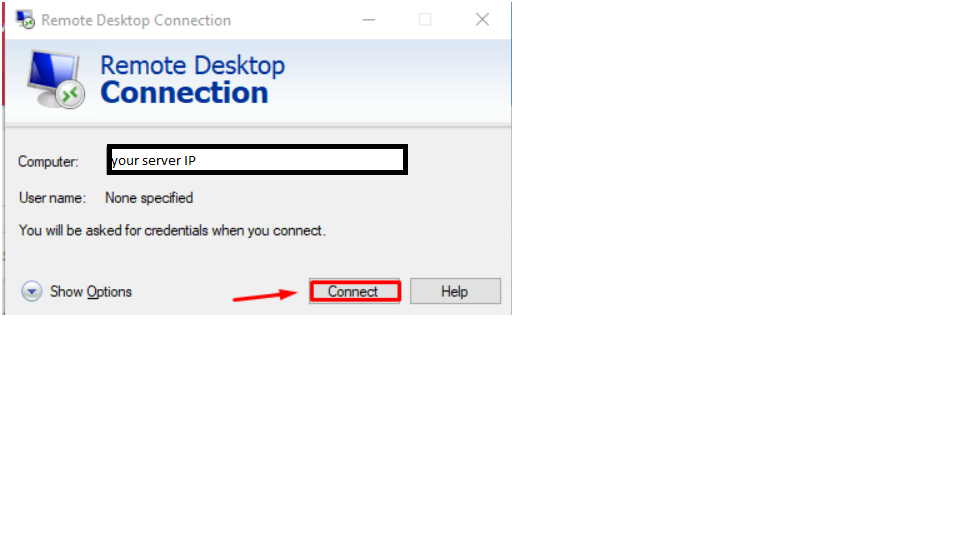 Remote Desktop Connection
Remote Desktop
Connection
Computer: your server IP
User name: None specified
You will be asked for credentials when you connect.
Show Options Connect Help